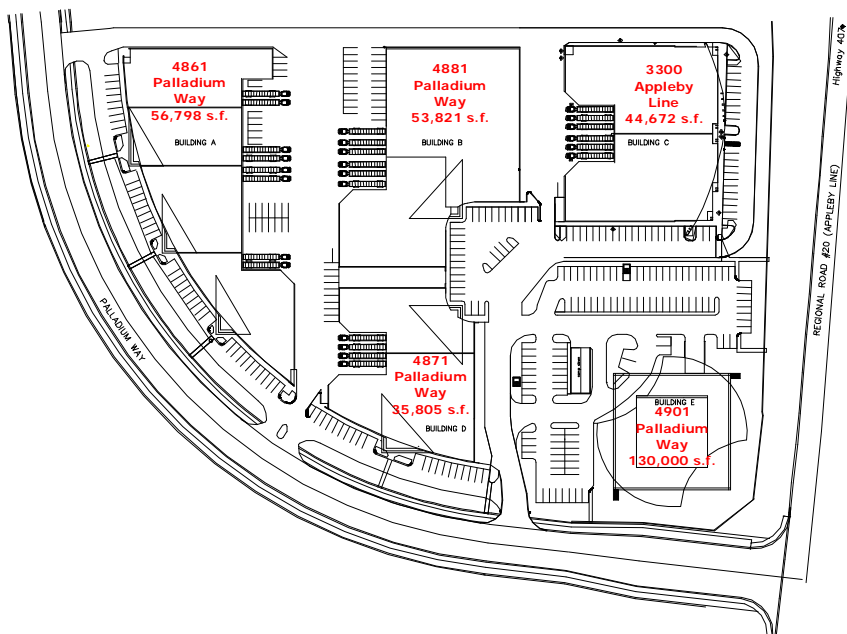 4861
Palladium
Way
56,798 s.f.
BUILDING A
4881
Palladium
Way
53,821 s.f.
BUILDING B
3300
Appleby
Line
44,672 s.f.
BUILDING C
Highway 407
REGIONAL ROAD #20 (APPLEBY LINE)
PALLADIUM WAY
4871
Palladium
Way
35,805 s.f.
BUILDING D
BUILDING E
4901
Palladium
Way
130,000 s.f.